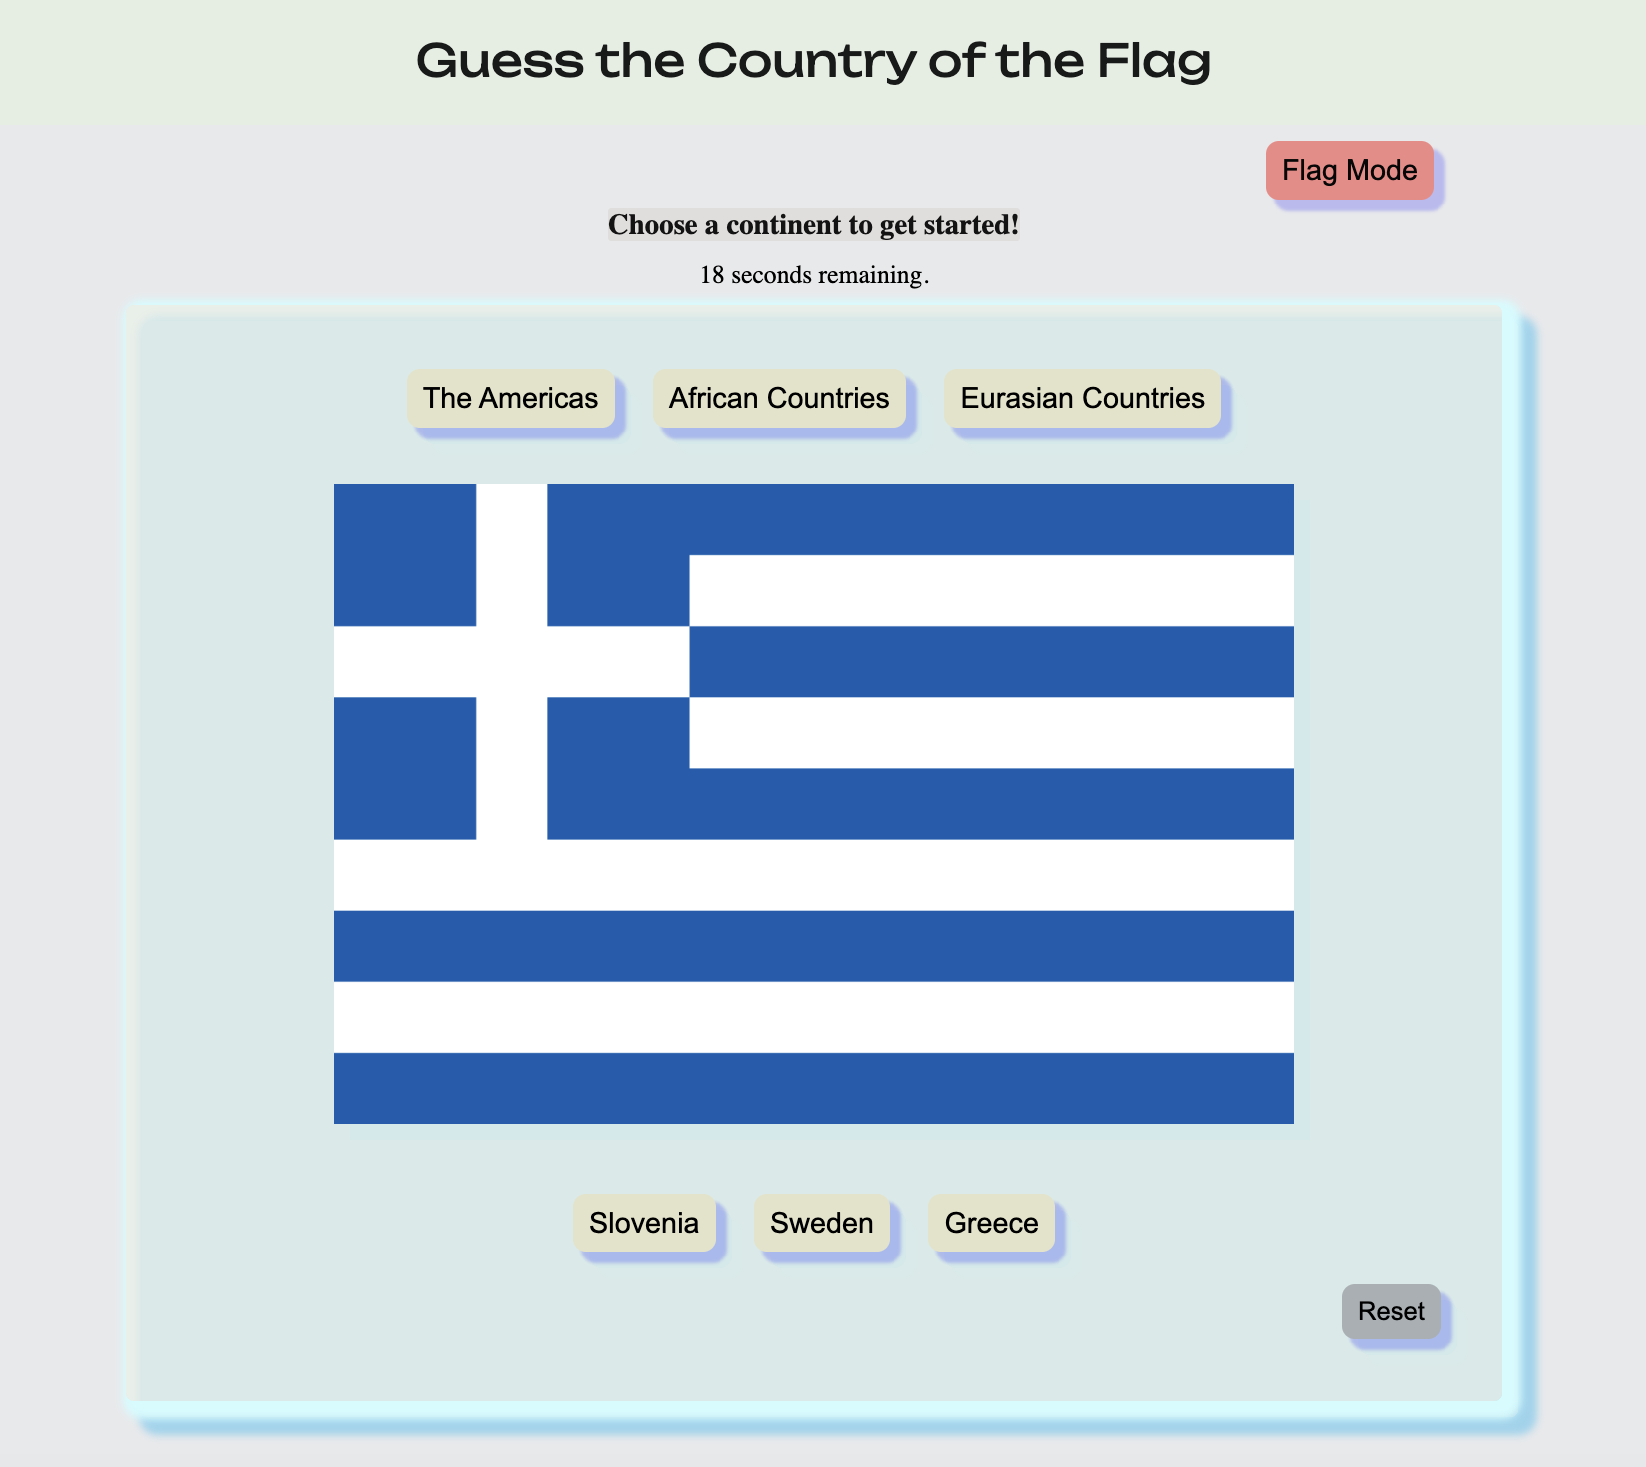 Guess the Country of the Flag
Flag Mode
Choose a continent to get started!
18 seconds remaining.
The Americas African Countries Eurasian Countries
Slovenia Sweden Greece
Reset